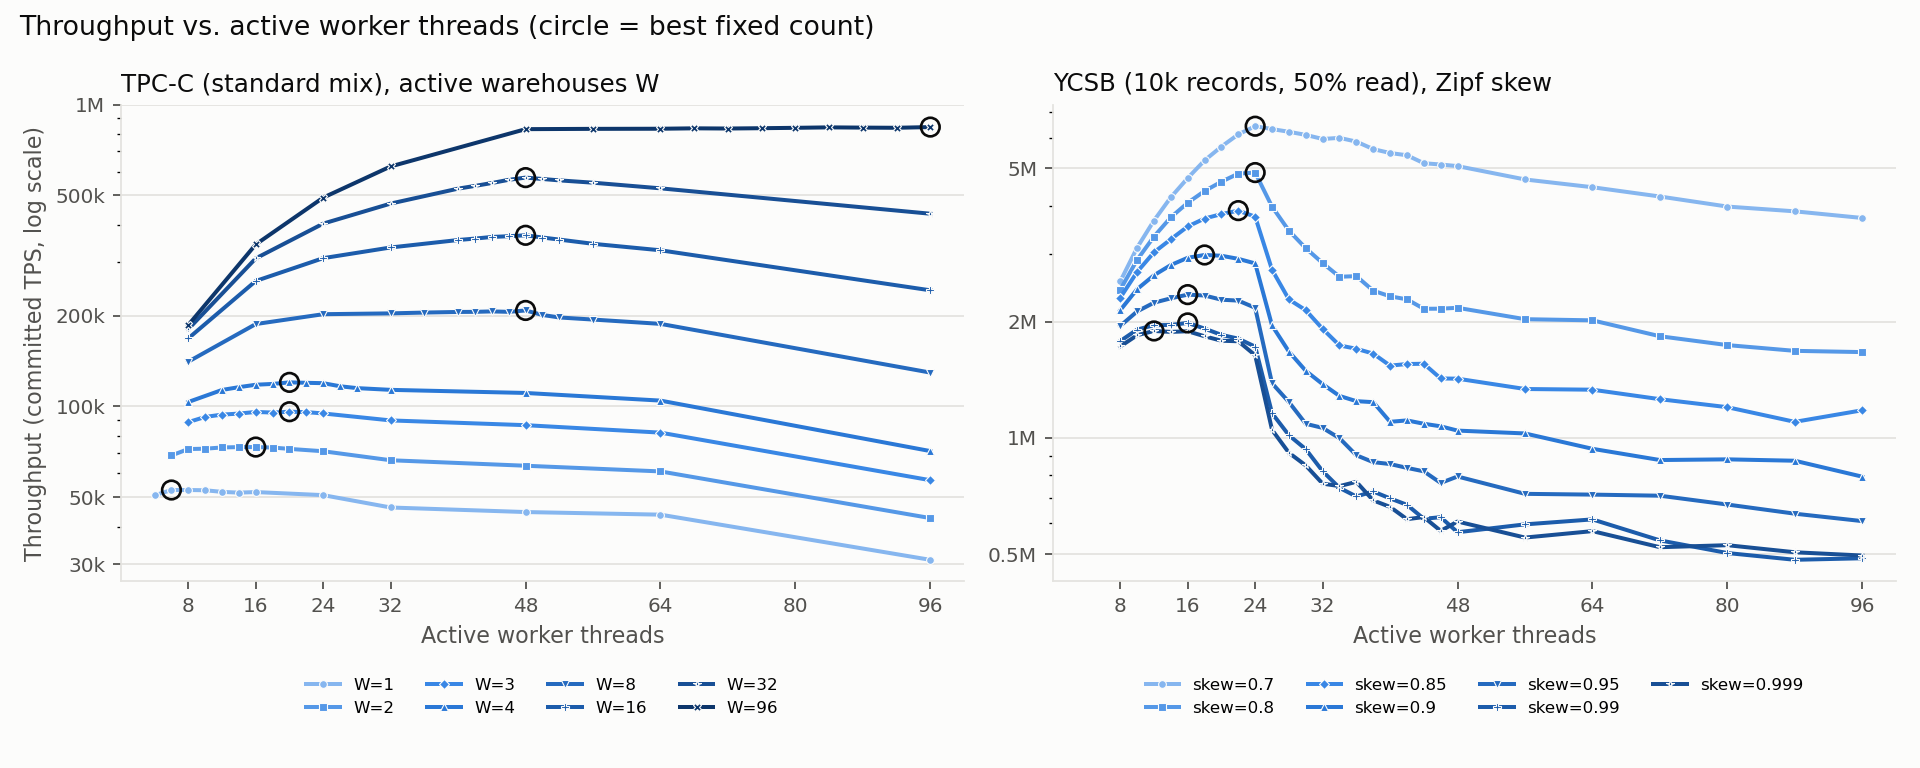 Throughput vs. active worker threads (circle = best fixed count)
TPC-C (standard mix), active warehouses W
Throughput (committed TPS, log scale)
1M
500k
200k
100k
50k
30k
8 16 24 32 48 64 80 96
Active worker threads
W=1 W=3 W=8 W=32
W=2 W=4 W=16 W=96
YCSB (10k records, 50% read), Zipf skew
5M
2M
1M
0.5M
8 16 24 32 48 64 80 96
Active worker threads
skew=0.7 skew=0.85 skew=0.95 skew=0.999
skew=0.8 skew=0.9 skew=0.99